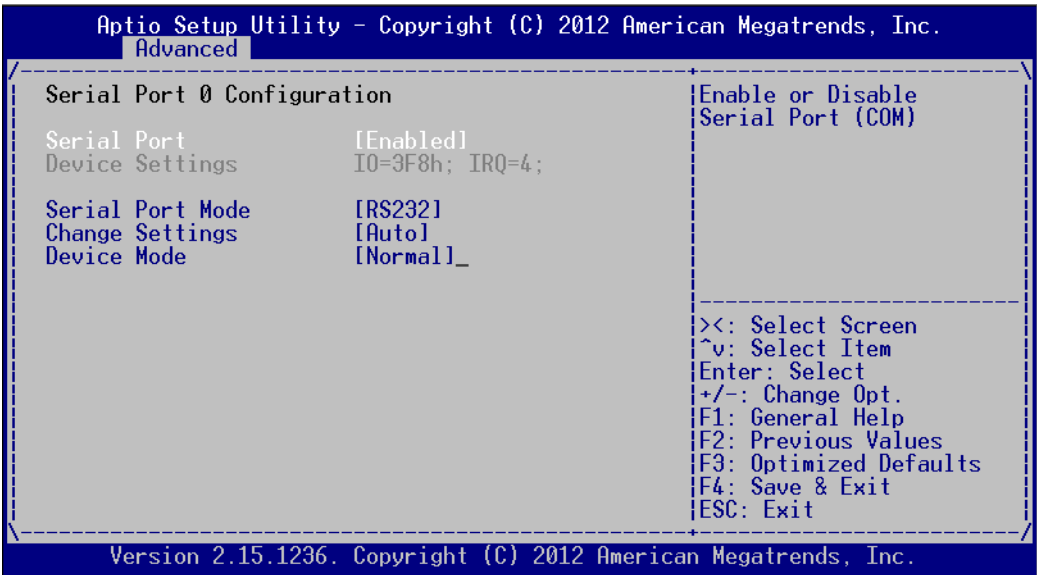 Aptio Setup Utility - Copyright (C) 2012 American Megatrends, Inc.
Advanced
Serial Port 0 Configuration
Serial Port [Enabled]
Device Settings IO=3F8h; IRQ=4;
Serial Port Mode [RS232]
Change Settings [Auto]
Device Mode [Normal]_
Enable or Disable
Serial Port (COM)
><: Select Screen
^v: Select Item
Enter: Select
+/-: Change Opt.
F1: General Help
F2: Previous Values
F3: Optimized Defaults
F4: Save & Exit
ESC: Exit
Version 2.15.1236. Copyright (C) 2012 American Megatrends, Inc.